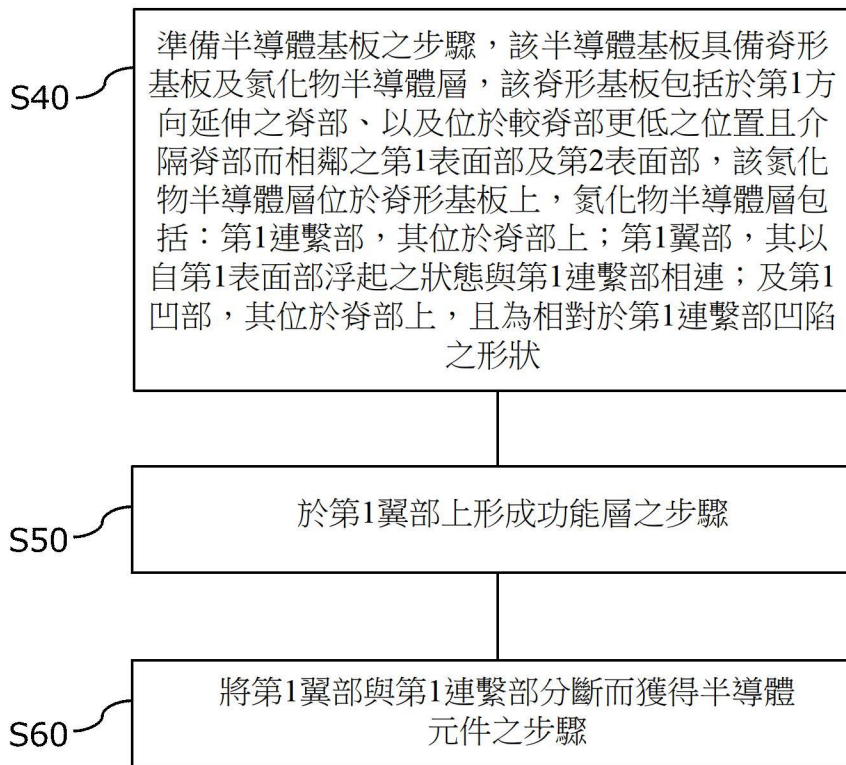 S40
準備半導體基板之步驟,該半導體基板具備脊形
基板及氮化物半導體層,該脊形基板包括於第1方
向延伸之脊部、以及位於較脊部更低之位置且介
隔脊部而相鄰之第1表面部及第2表面部,該氮化
物半導體層位於脊形基板上,氮化物半導體層包
括:第1連繫部,其位於脊部上;第1翼部,其以
自第1表面部浮起之狀態與第1連繫部相連;及第1
凹部,其位於脊部上,且為相對於第1連繫部凹陷
之形狀
S50
於第1翼部上形成功能層之步驟
S60
將第1翼部與第1連繫部分斷而獲得半導體
元件之步驟